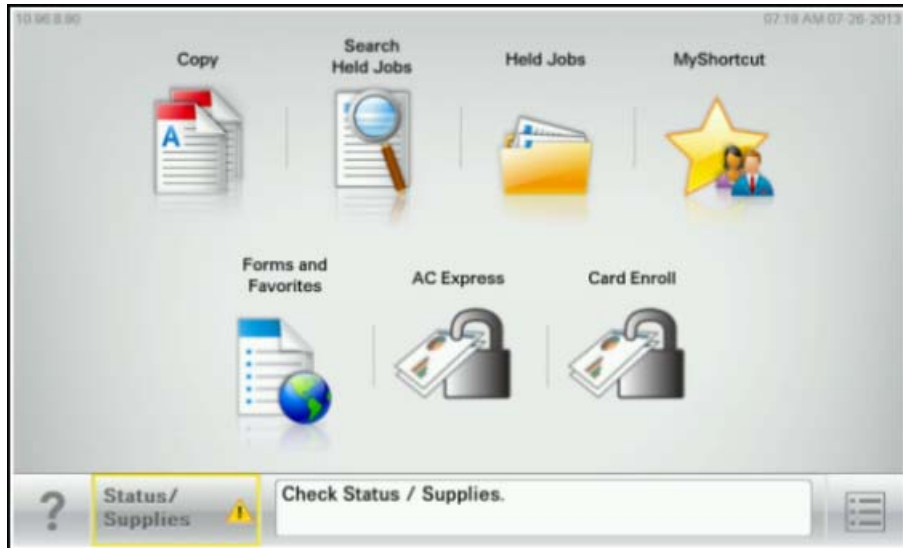 10.96.8.90
07:19 AM 07-26-2013
Copy
Search
Held Jobs
Held Jobs
MyShortcut
A
Forms and
Favorites
AC Express
Card Enroll
?
Status/
Supplies
!
Check Status / Supplies.